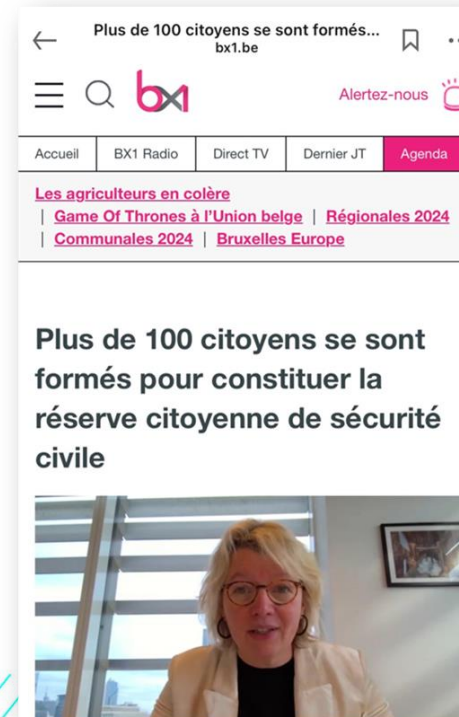 Plus de 100 citoyens se sont formés...
bx1.be
bx1
Alertez-nous
Accueil
BX1 Radio
Direct TV
Dernier JT
Agenda
Les agriculteurs en colère
| Game Of Thrones à l'Union belge | Régionales 2024
| Communales 2024 | Bruxelles Europe
Plus de 100 citoyens se sont
formés pour constituer la
réserve citoyenne de sécurité
civile